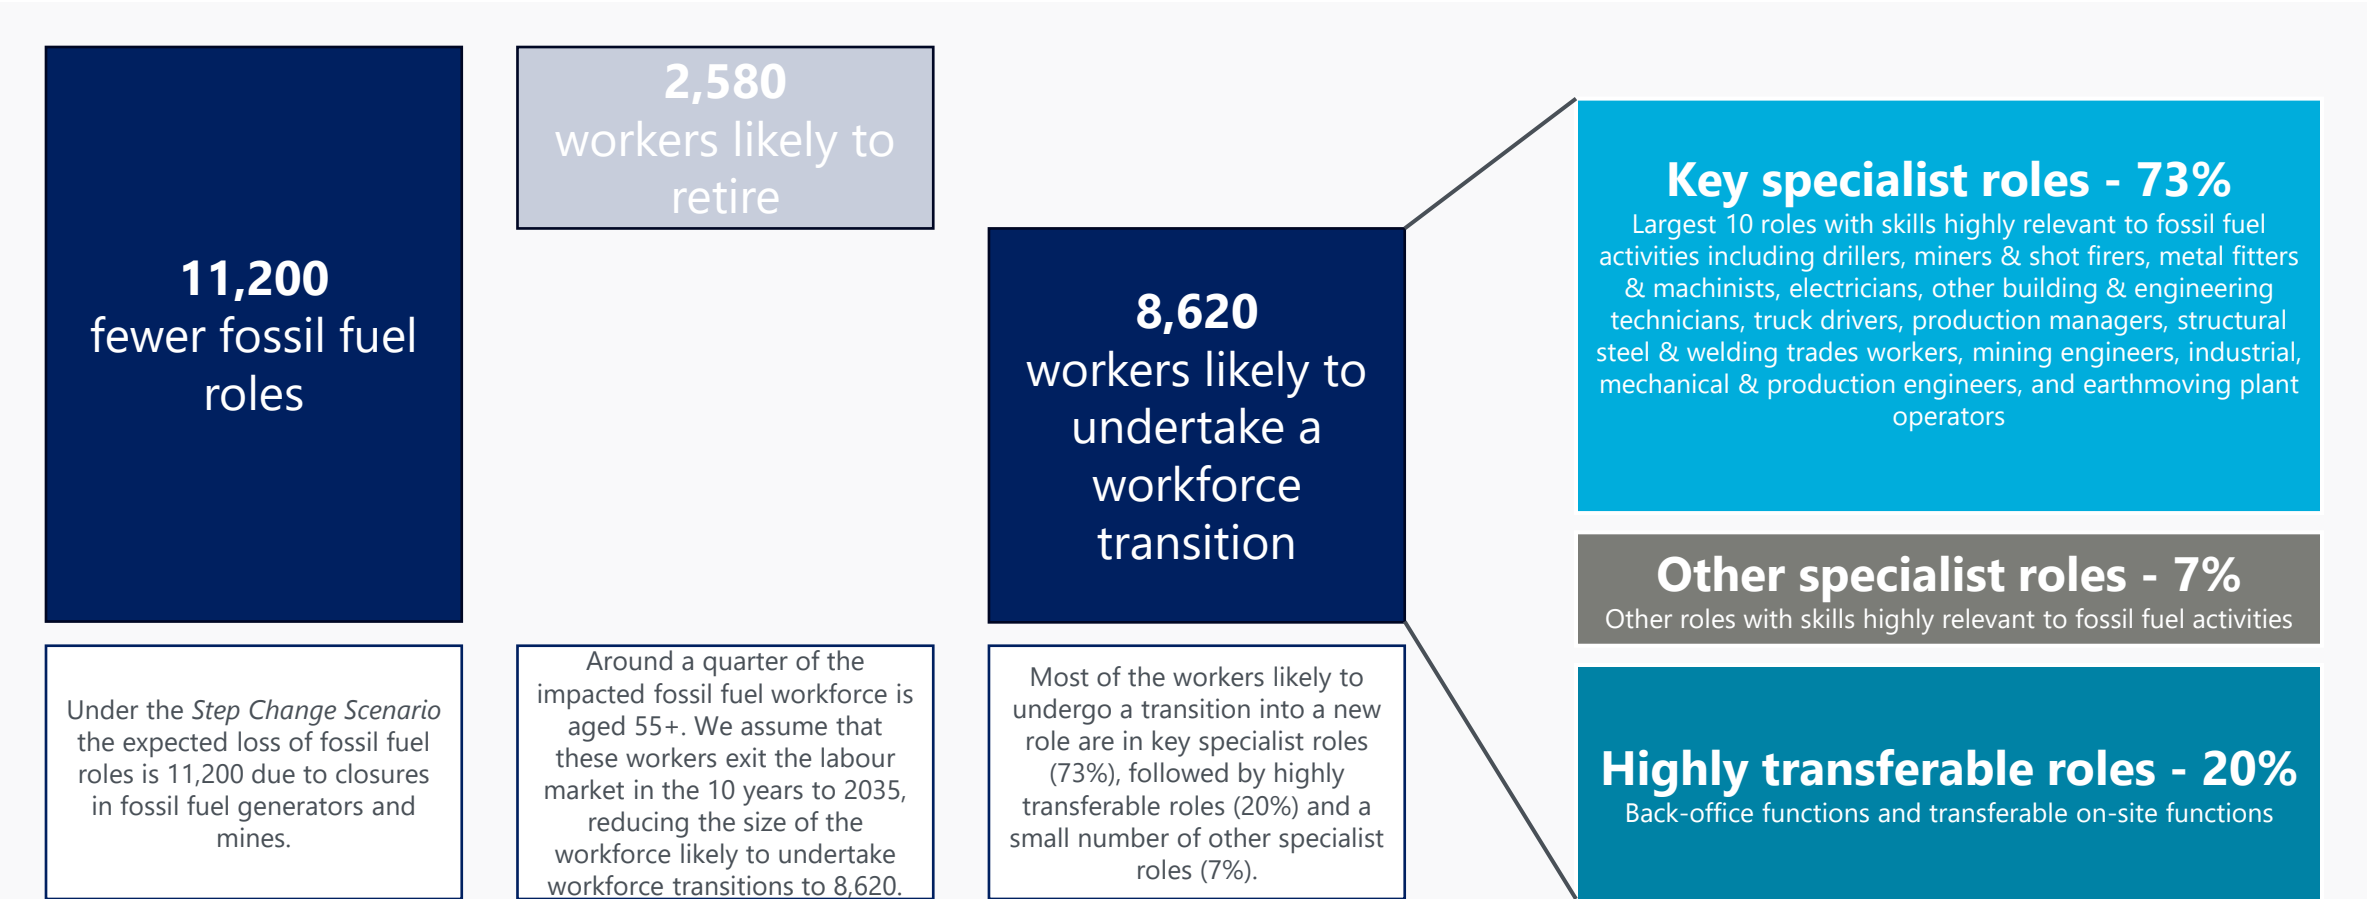 11,200
fewer fossil fuel
roles
Under the Step Change Scenario
the expected loss of fossil fuel
roles is 11,200 due to closures
in fossil fuel generators and
mines.
2,580
workers likely to
retire
Around a quarter of the
impacted fossil fuel workforce is
aged 55+. We assume that
these workers exit the labour
market in the 10 years to 2035,
reducing the size of the
workforce likely to undertake
workforce transitions to 8,620.
8,620
workers likely to
undertake a
workforce
transition
Most of the workers likely to
undergo a transition into a new
role are in key specialist roles
(73%), followed by highly
transferable roles (20%) and a
small number of other specialist
roles (7%).
Key specialist roles - 73%
Largest 10 roles with skills highly relevant to fossil fuel
activities including drillers, miners & shot firers, metal fitters
& machinists, electricians, other building & engineering
technicians, truck drivers, production managers, structural
steel & welding trades workers, mining engineers, industrial,
mechanical & production engineers, and earthmoving plant
operators
Other specialist roles - 7%
Other roles with skills highly relevant to fossil fuel activities
Highly transferable roles - 20%
Back-office functions and transferable on-site functions